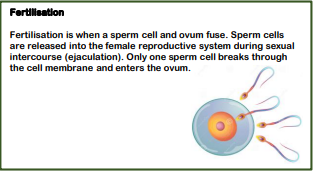 Fertilisation
Fertilisation is when a sperm cell and ovum fuse. Sperm cells
are released into the female reproductive system during sexual
intercourse (ejaculation). Only one sperm cell breaks through
the cell membrane and enters the ovum.